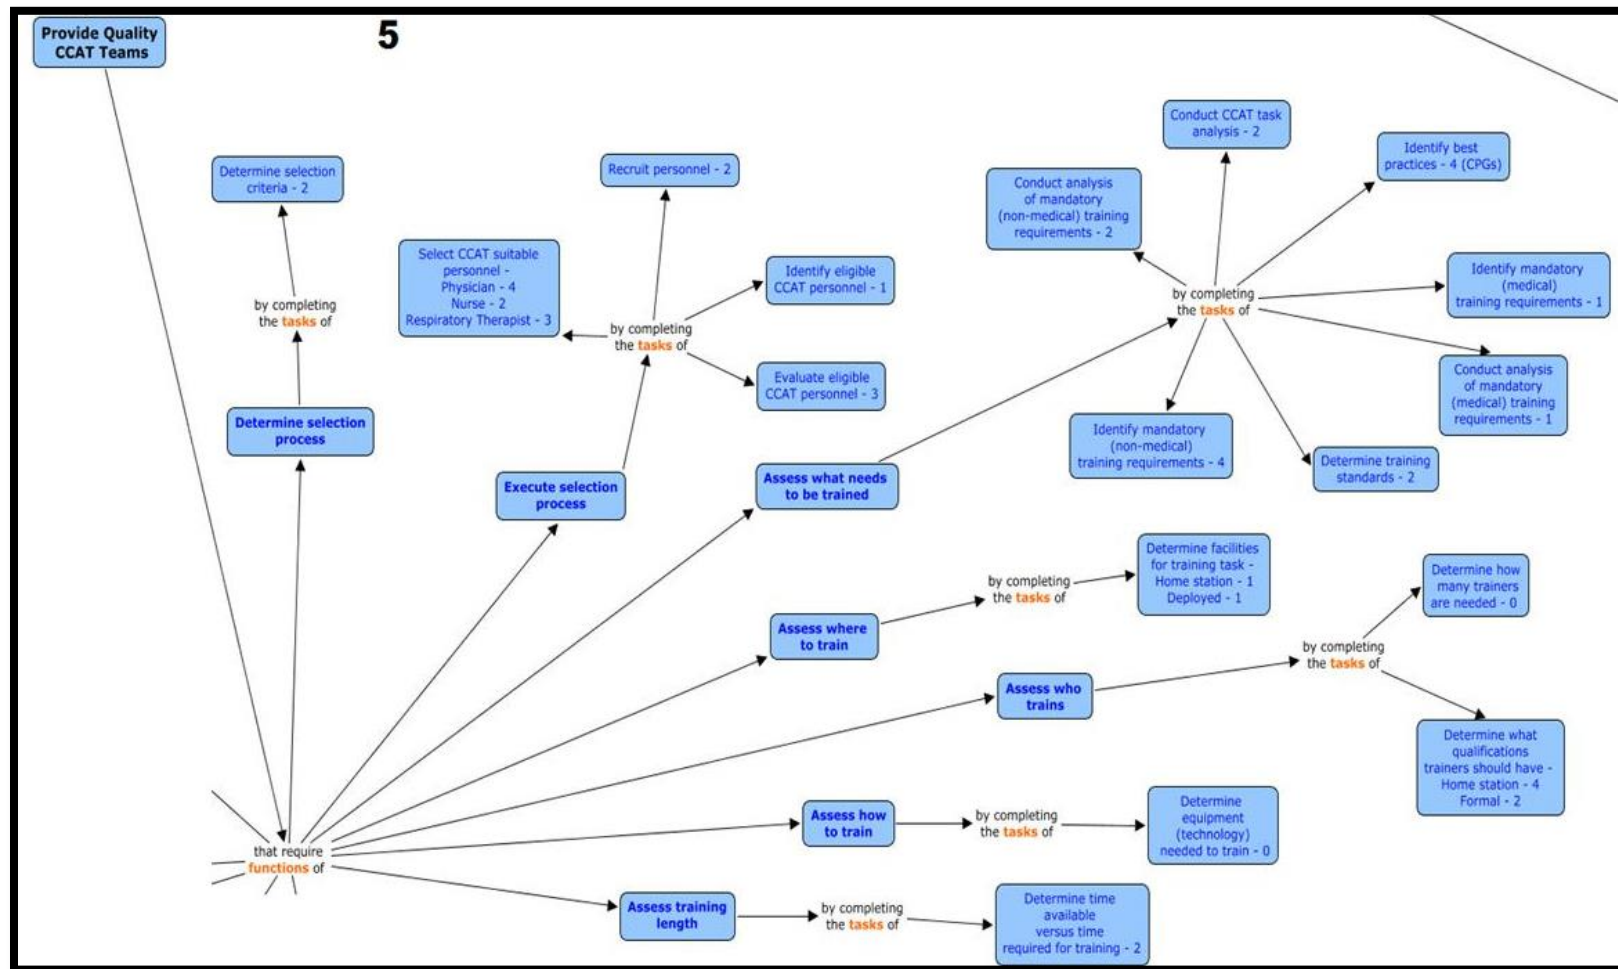 Provide Quality
CCAT Teams
5
Determine selection
criteria - 2
by completing
the tasks of
Determine selection
process
Recruit personnel - 2
Select CCAT suitable
personnel -
Physician - 4
Nurse - 2
Respiratory Therapist - 3
Identify eligible
CCAT personnel - 1
by completing
the tasks of
Evaluate eligible
CCAT personnel - 3
Execute selection
process
Conduct CCAT task
analysis - 2
Identify best
practices - 4 (CPGs)
Conduct analysis
of mandatory
(non-medical) training
requirements - 2
Identify mandatory
(medical)
training requirements - 1
by completing
the tasks of
Conduct analysis
of mandatory
(medical) training
requirements - 1
Identify mandatory
(non-medical)
training requirements - 4
Determine training
standards - 2
Assess what needs
to be trained
Determine facilities
for training task -
Home station - 1
Deployed - 1
by completing
the tasks of
Assess where
to train
Determine how
many trainers
are needed - 0
by completing
the tasks of
Assess who
trains
Determine what
qualifications
trainers should have -
Home station - 4
Formal - 2
Assess how
to train
by completing
the tasks of
Determine
equipment
(technology)
needed to train - 0
that require
functions of
Assess training
length
by completing
the tasks of
Determine time
available
versus time
required for training - 2